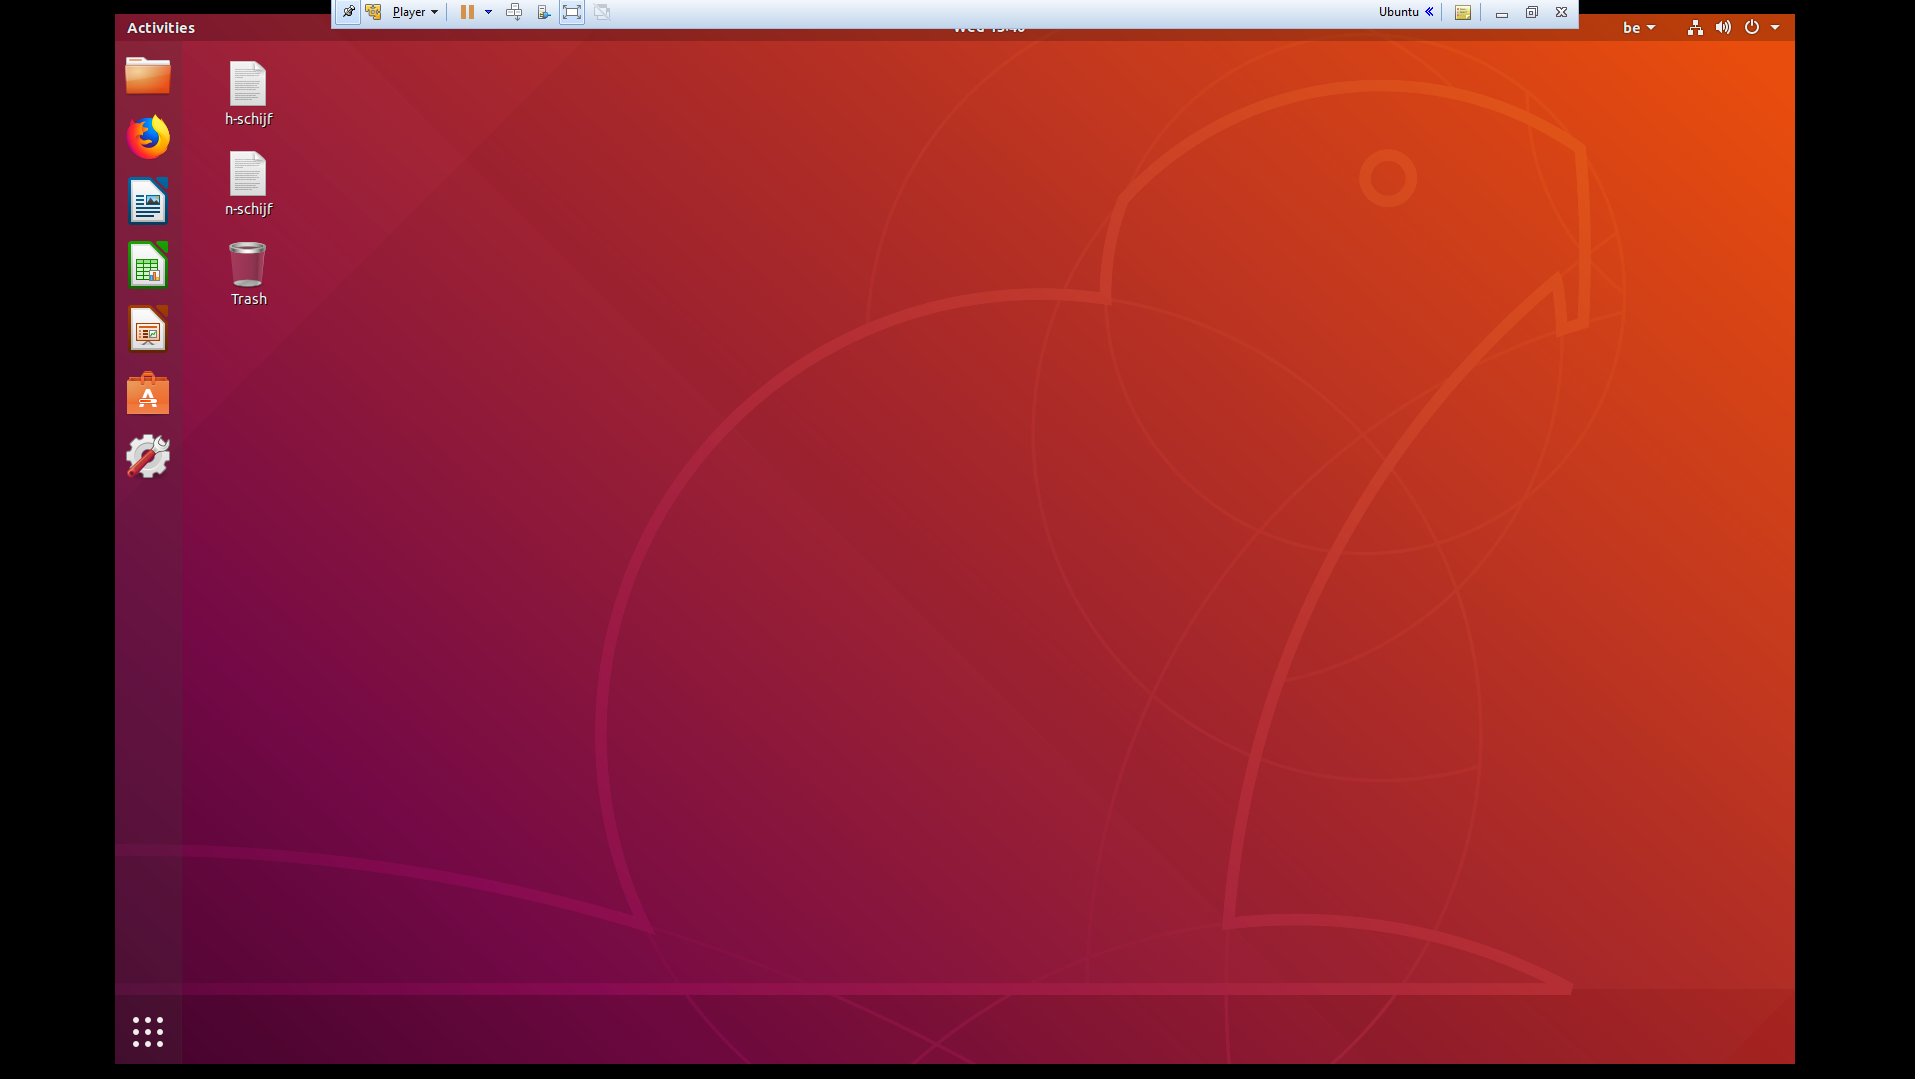 Player
Ubuntu
Activities
be
h-schijf
n-schijf
Trash